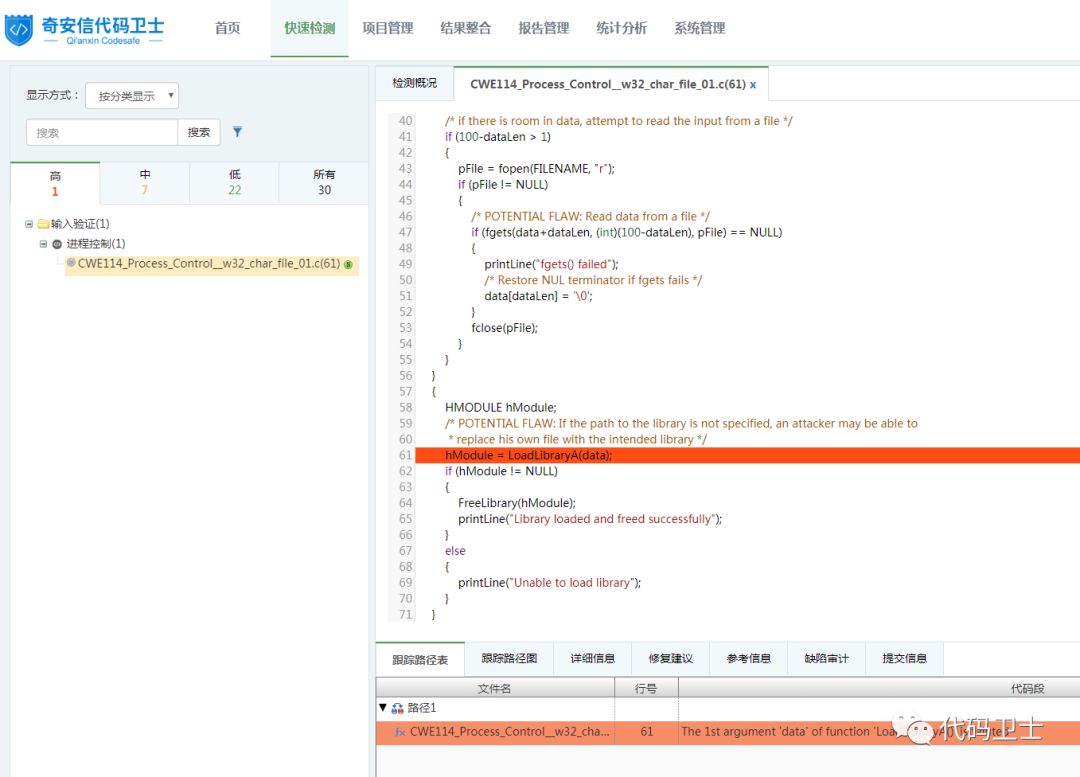 奇安信代码卫士
Qi'anxin Codesafe
首页 快速检测 项目管理 结果整合 报告管理 统计分析 系统管理
显示方式： 按分类显示
搜索 搜索
高 中 低 所有
1 7 22 30
输入验证(1)
进程控制(1)
CWE114_Process_Control__w32_char_file_01.c(61)
检测概况 CWE114_Process_Control__w32_char_file_01.c(61) x
40 /* if there is room in data, attempt to read the input from a file */
41 if (100-dataLen > 1)
42 {
43 pFile = fopen(FILENAME, "r");
44 if (pFile != NULL)
45 {
46 /* POTENTIAL FLAW: Read data from a file */
47 if (fgets(data+dataLen, (int)(100-dataLen), pFile) == NULL)
48 {
49 printLine("fgets() failed");
50 /* Restore NUL terminator if fgets fails */
51 data[dataLen] = '\0';
52 }
53 fclose(pFile);
54 }
55 }
56 }
57 {
58 HMODULE hModule;
59 /* POTENTIAL FLAW: If the path to the library is not specified, an attacker may be able to
60 * replace his own file with the intended library */
61 hModule = LoadLibraryA(data);
62 if (hModule != NULL)
63 {
64 FreeLibrary(hModule);
65 printLine("Library loaded and freed successfully");
66 }
67 else
68 {
69 printLine("Unable to load library");
70 }
71 }
跟踪路径表 跟踪路径图 详细信息 修复建议 参考信息 缺陷审计 提交信息
文件名 行号 代码段
路径1
fx CWE114_Process_Control__w32_cha... 61 The 1st argument 'data' of function
代码卫士